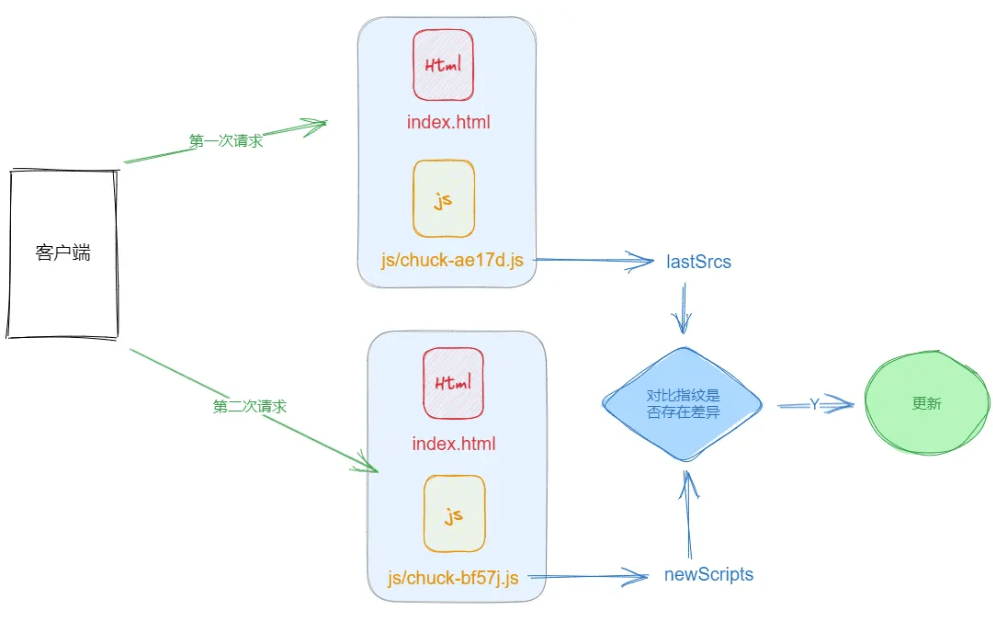 Html
index.html
第一次请求
js
js/chuck-ae17d.js
lastSrcs
客户端
Html
对比指纹是
否存在差异
Y
更新
第二次请求
index.html
js
js/chuck-bf57j.js
newScripts